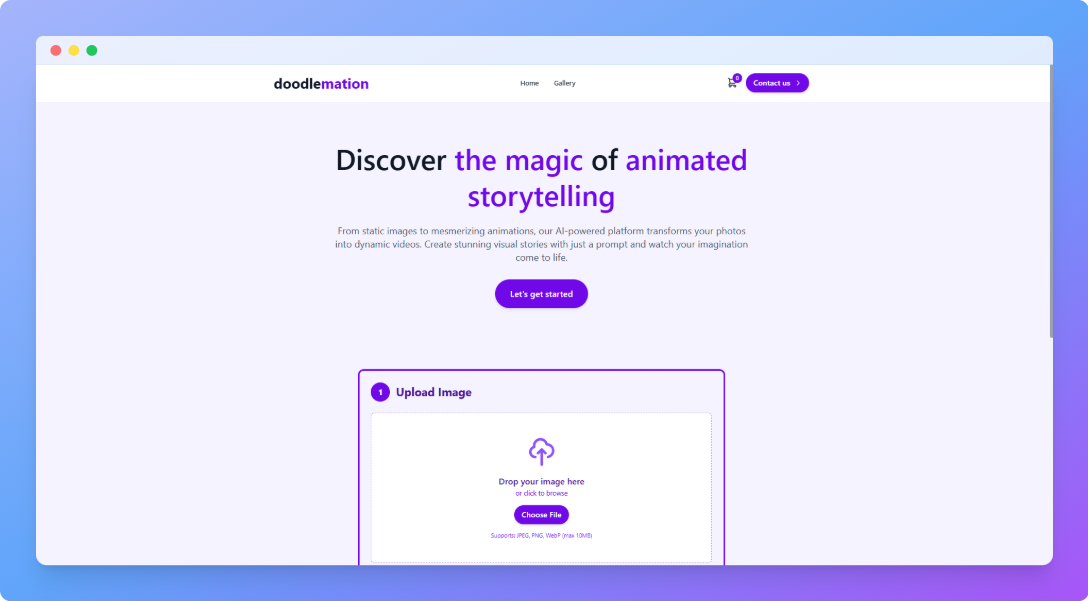 doodlemation
Home
Gallery
0
Contact us
Discover the magic of animated
storytelling
From static images to mesmerizing animations, our AI-powered platform transforms your photos
into dynamic videos. Create stunning visual stories with just a prompt and watch your imagination
come to life.
Let's get started
1 Upload Image
Drop your image here
or click to browse
Choose File
Supports JPEG, PNG, WebP (max 10MB)